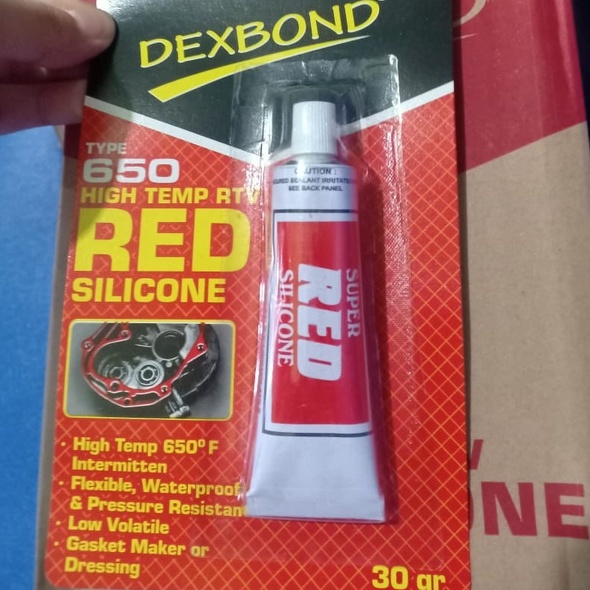 DEXBOND
TYPE
650
HIGH TEMP RTV
RED
SILICONE
CAUTION :
SEE BACK PANEL
SUPER
RED
SILICONE
· High Temp 650° F
Intermitten
· Flexible, Waterproof
& Pressure Resistan
· Low Volatile
· Gasket Maker or
Dressing
30 gr.